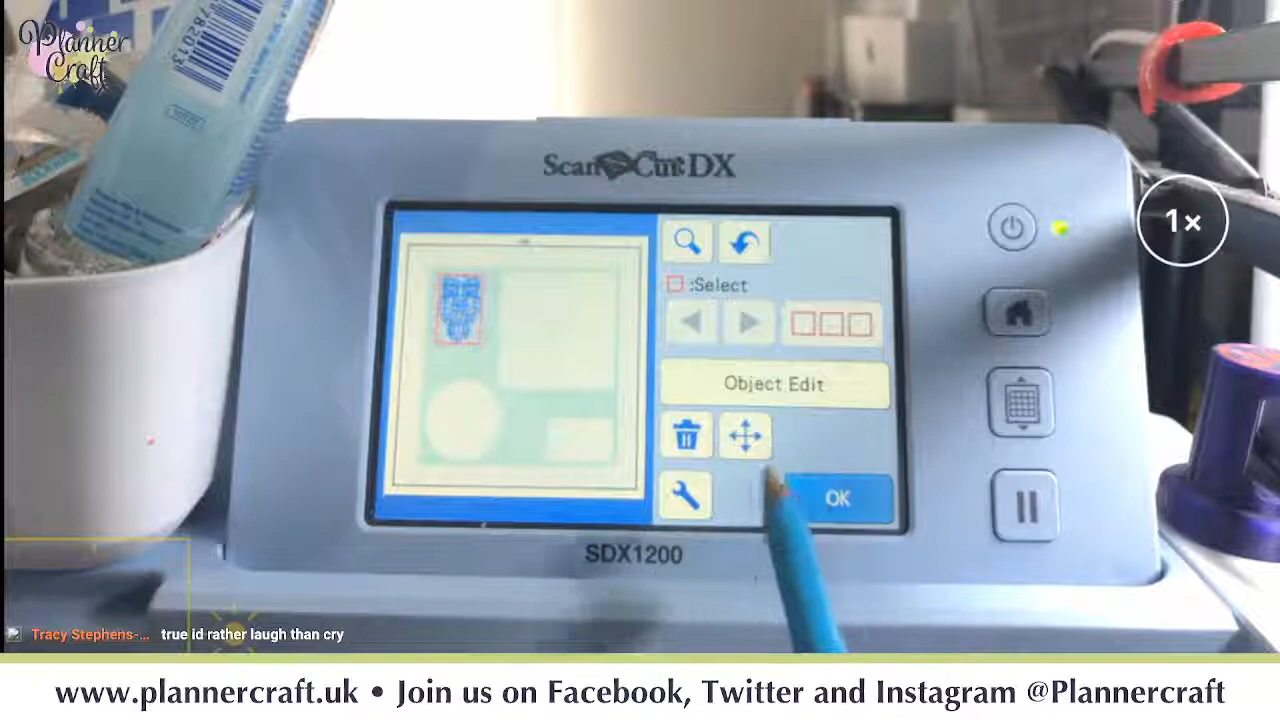 Planner
Craft
782013
ScanNCut DX
1×
:Select
Object Edit
OK
SDX1200
Tracy Stephens-... true id rather laugh than cry
www.plannercraft.uk • Join us on Facebook, Twitter and Instagram @Plannercraft